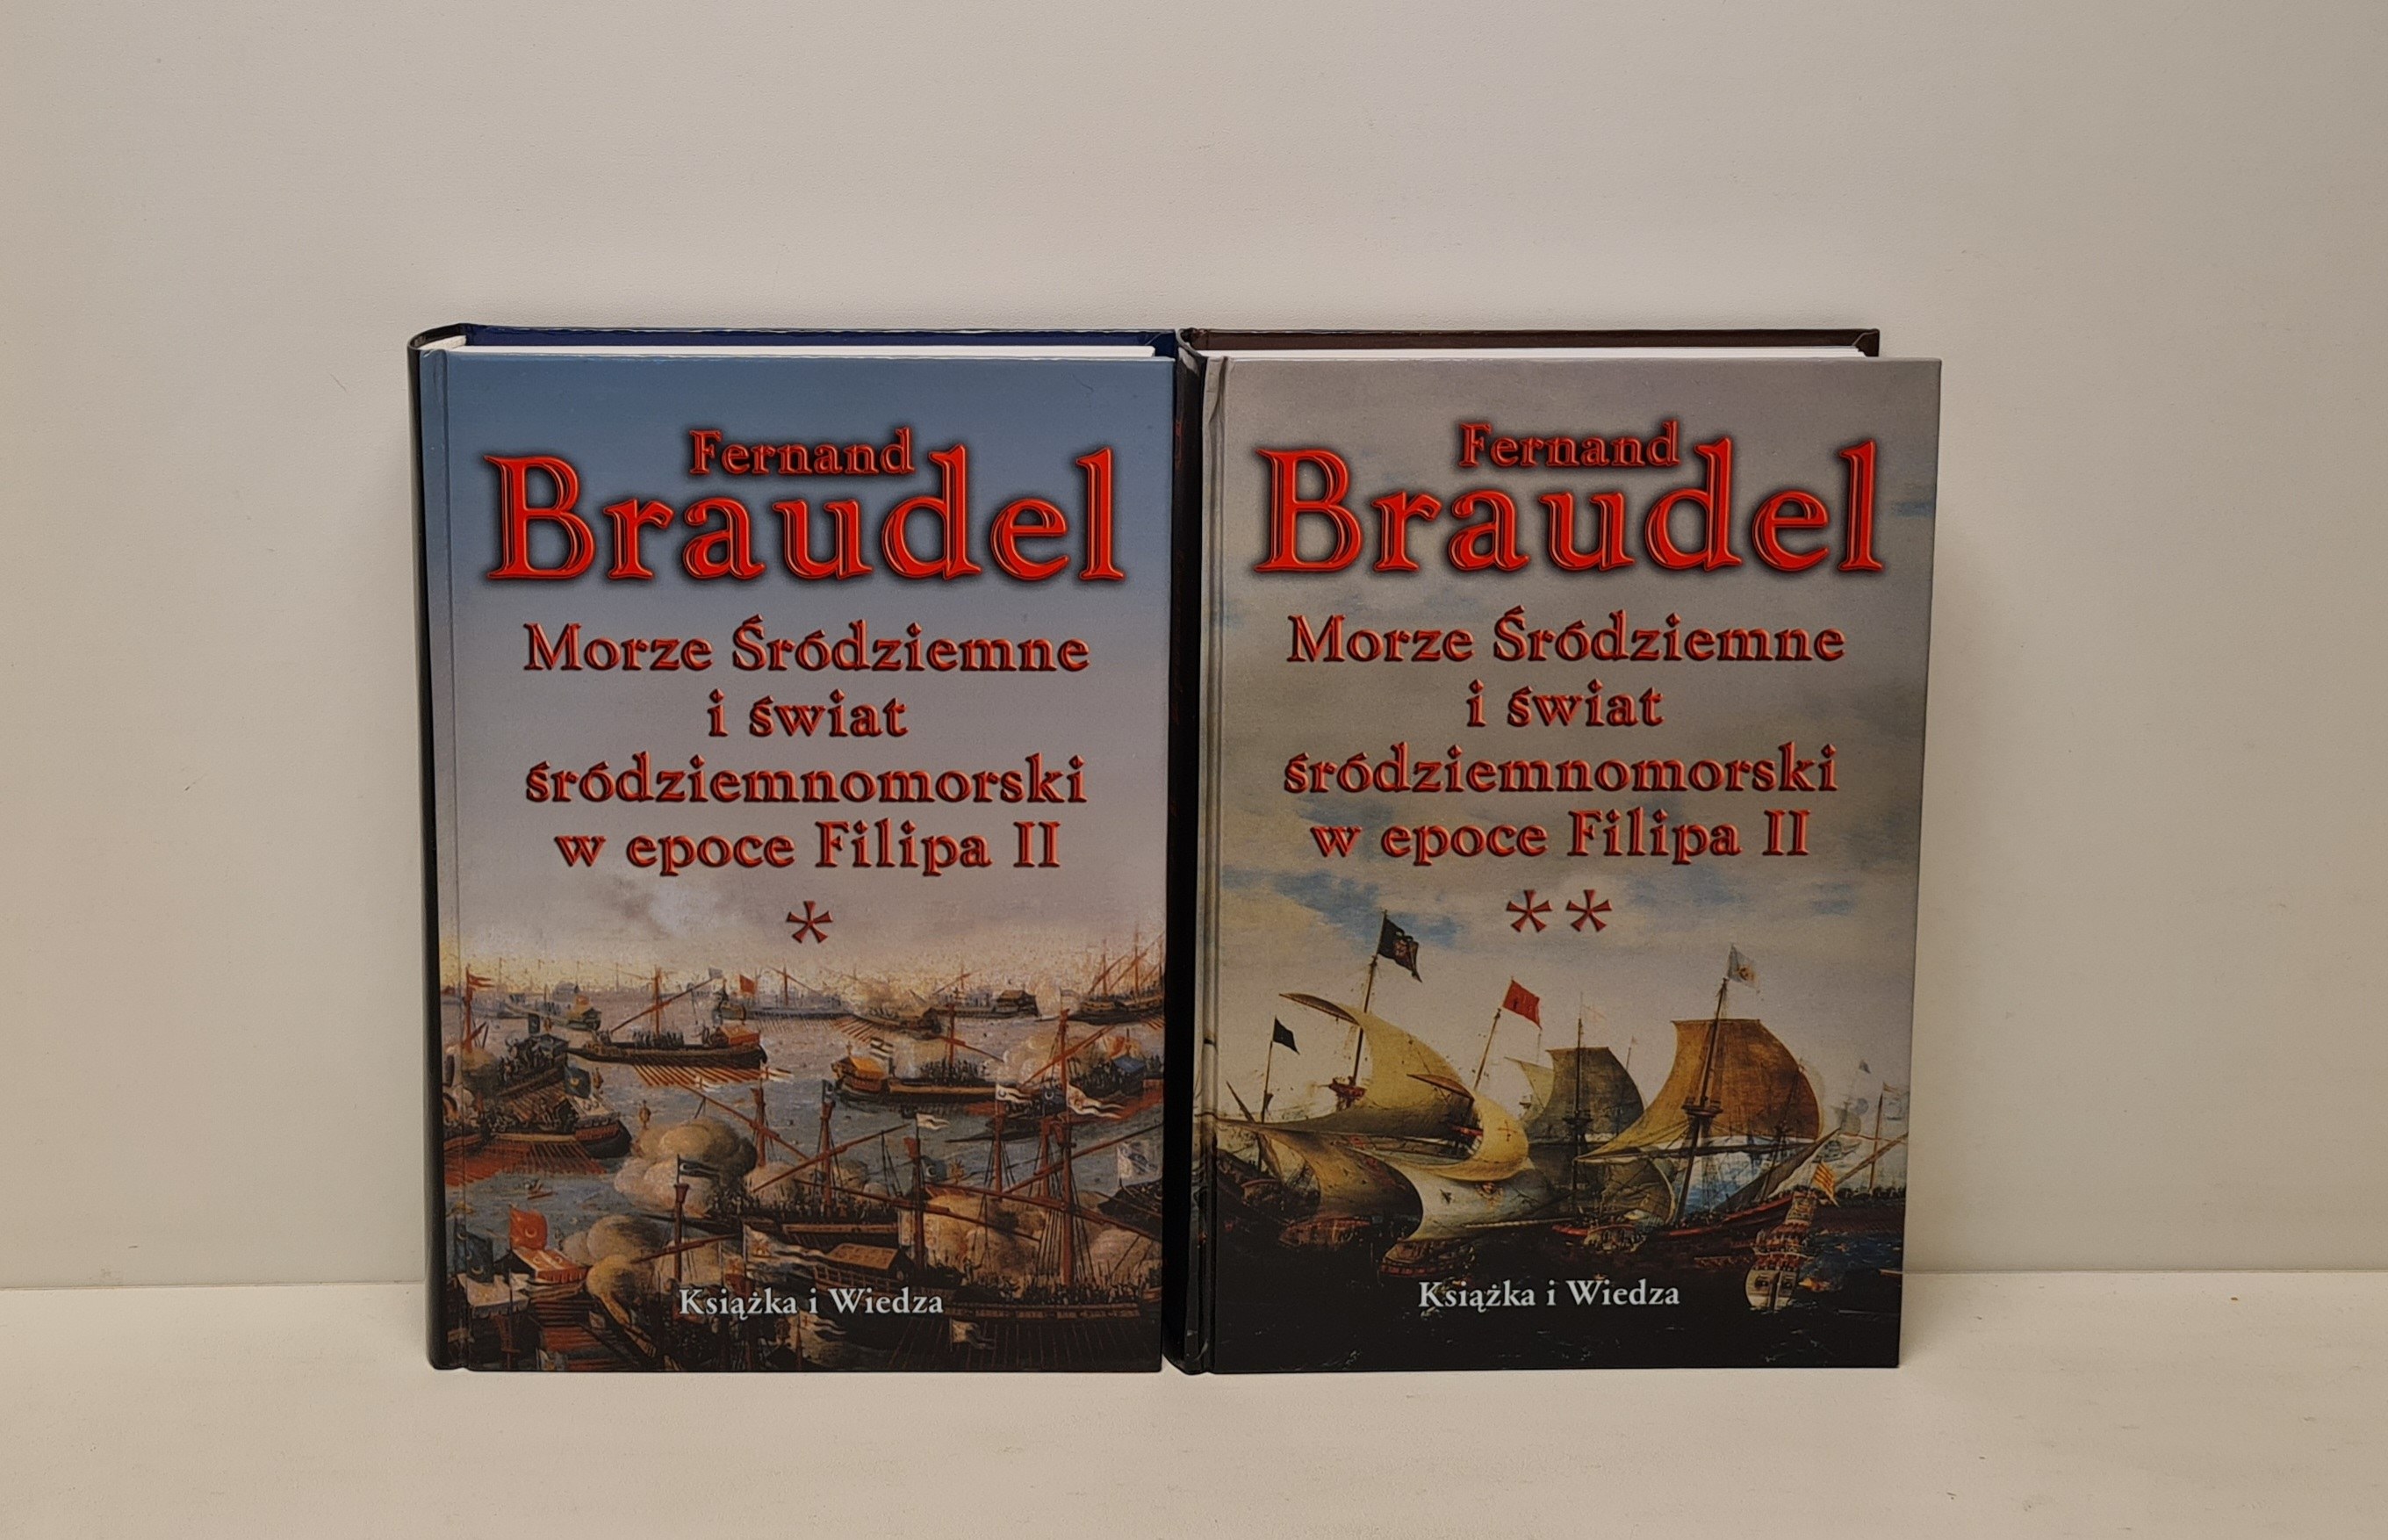 Fernand
Braudel
Morze Śródziemne
i świat
śródziemnomorski
w epoce Filipa II
*
Książka i Wiedza
Fernand
Braudel
Morze Śródziemne
i świat
śródziemnomorski
w epoce Filipa II
**
Książka i Wiedza